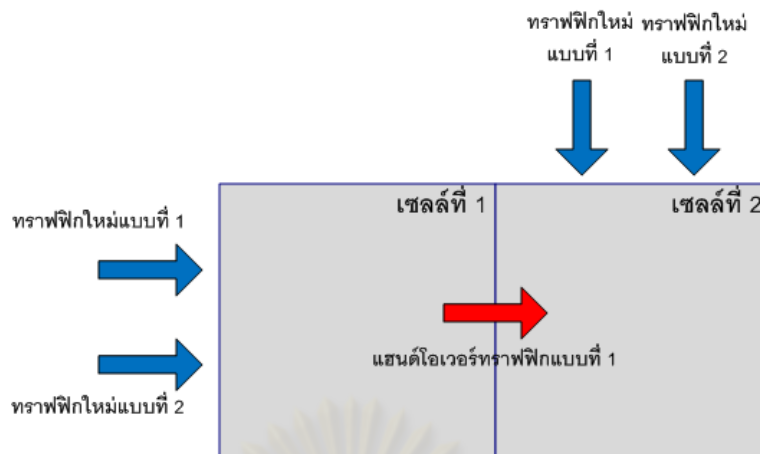 ทราฟฟิกใหม่
แบบที่ 1
ทราฟฟิกใหม่
แบบที่ 2
เซลล์ที่ 1
เซลล์ที่ 2
ทราฟฟิกใหม่แบบที่ 1
แฮนด์โอเวอร์ทราฟฟิกแบบที่ 1
ทราฟฟิกใหม่แบบที่ 2